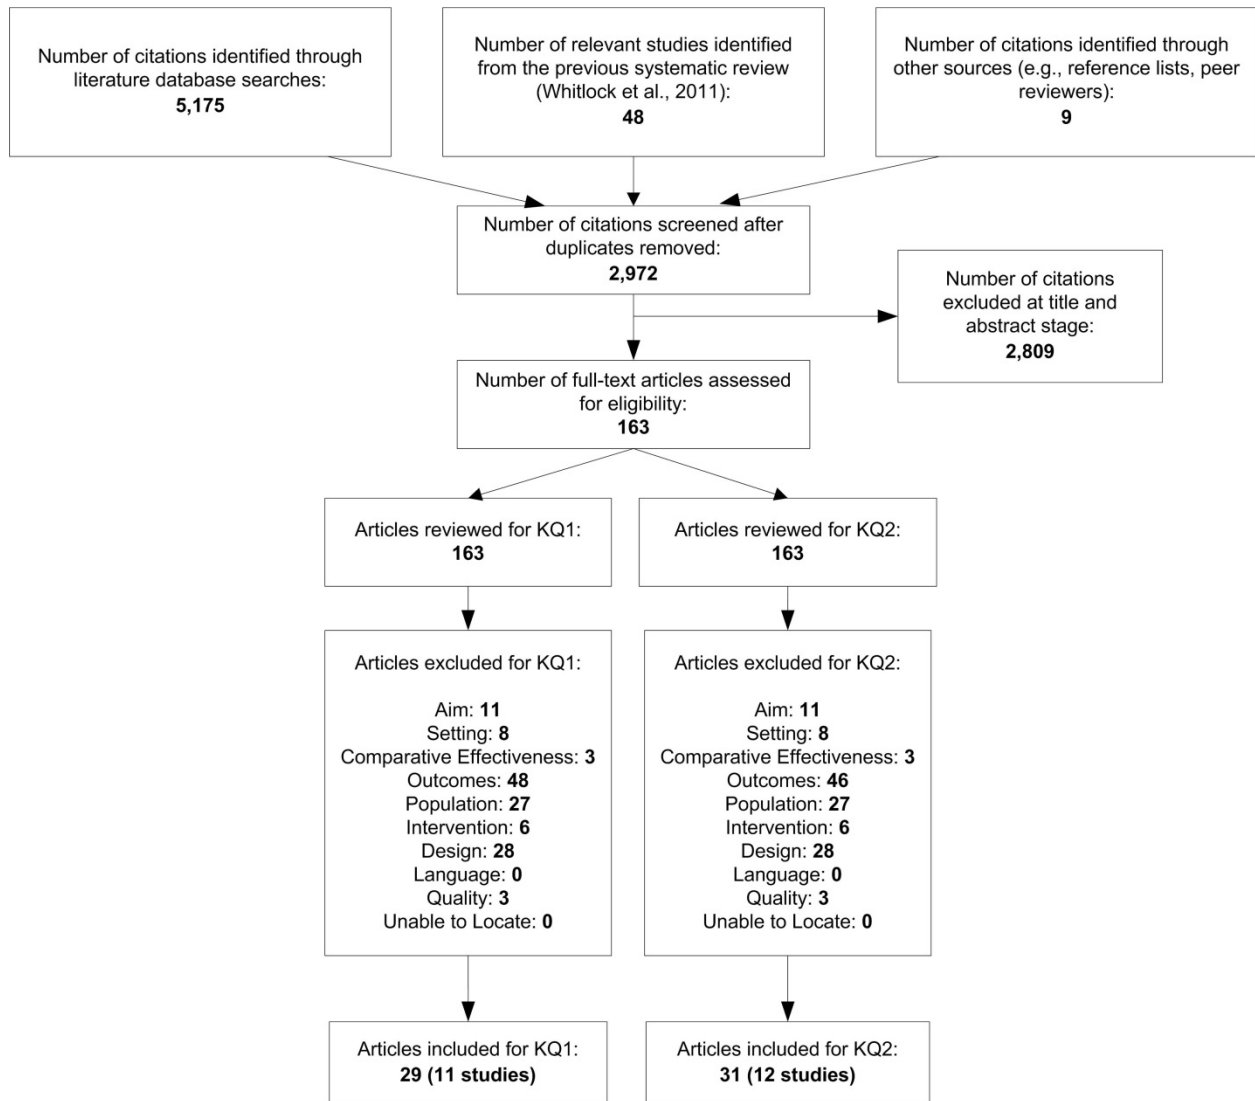 Number of citations identified through
literature database searches:
5,175
Number of relevant studies identified
from the previous systematic review
(Whitlock et al., 2011):
48
Number of citations identified through
other sources (e.g., reference lists, peer
reviewers):
9
Number of citations screened after
duplicates removed:
2,972
Number of citations
excluded at title and
abstract stage:
2,809
Number of full-text articles assessed
for eligibility:
163
Articles reviewed for KQ1:
163
Articles reviewed for KQ2:
163
Articles excluded for KQ1:
Aim: 11
Setting: 8
Comparative Effectiveness: 3
Outcomes: 48
Population: 27
Intervention: 6
Design: 28
Language: 0
Quality: 3
Unable to Locate: 0
Articles excluded for KQ2:
Aim: 11
Setting: 8
Comparative Effectiveness: 3
Outcomes: 46
Population: 27
Intervention: 6
Design: 28
Language: 0
Quality: 3
Unable to Locate: 0
Articles included for KQ1:
29 (11 studies)
Articles included for KQ2:
31 (12 studies)